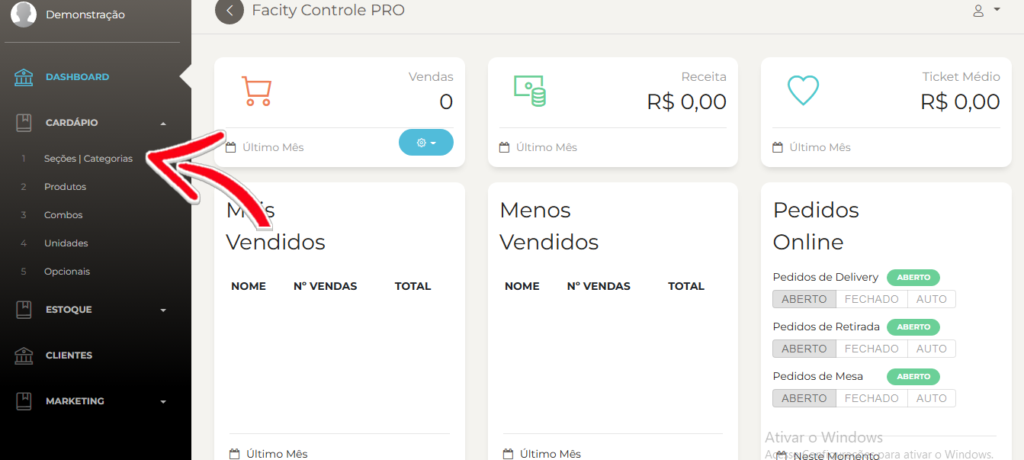 Demonstração
DASHBOARD
CARDÁPIO
1 Seções | Categorias
2 Produtos
3 Combos
4 Unidades
5 Opcionais
ESTOQUE
CLIENTES
MARKETING
Facity Controle PRO
Vendas
0
Último Mês
Receita
R$ 0,00
Último Mês
Ticket Médio
R$ 0,00
Último Mês
Mais
Vendidos
NOME Nº VENDAS TOTAL
Último Mês
Menos
Vendidos
NOME Nº VENDAS TOTAL
Último Mês
Pedidos
Online
Pedidos de Delivery ABERTO
ABERTO FECHADO AUTO
Pedidos de Retirada ABERTO
ABERTO FECHADO AUTO
Pedidos de Mesa ABERTO
ABERTO FECHADO AUTO
Ativar o Windows
Acesse Configurações para ativar o Windows.
Neste Momento